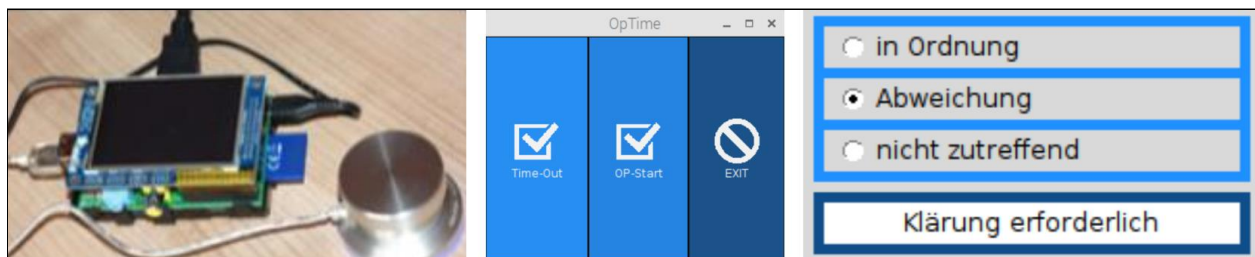 OpTime
Time-Out
OP-Start
EXIT
in Ordnung
Abweichung
nicht zutreffend
Klärung erforderlich